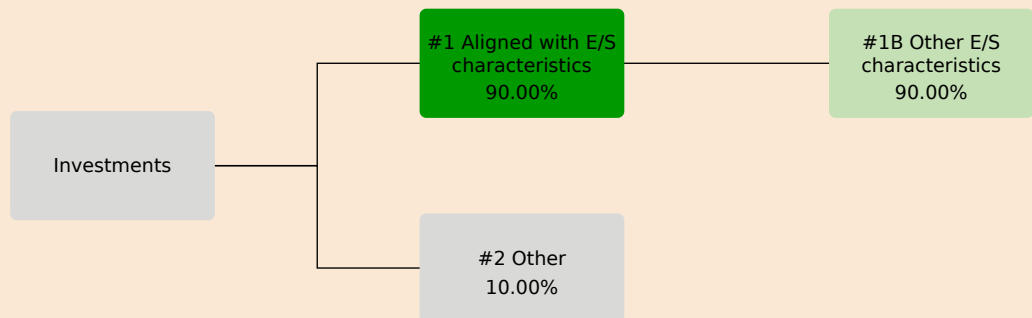 #1 Aligned with E/S
characteristics
90.00%
#1B Other E/S
characteristics
90.00%
Investments
#2 Other
10.00%